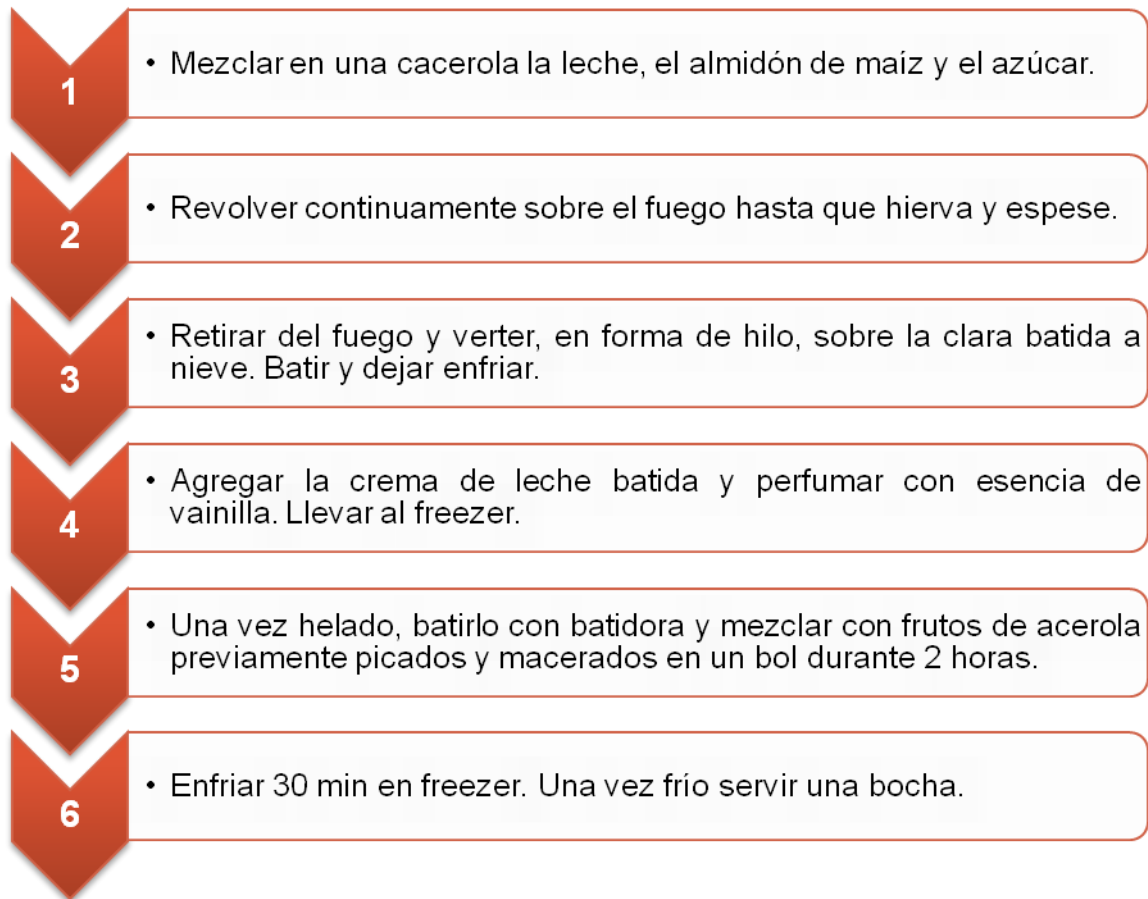 1
• Mezclar en una cacerola la leche, el almidón de maíz y el azúcar.
2
• Revolver continuamente sobre el fuego hasta que hierva y espese.
3
• Retirar del fuego y verter, en forma de hilo, sobre la clara batida a
nieve. Batir y dejar enfriar.
4
• Agregar la crema de leche batida y perfumar con esencia de
vainilla. Llevar al freezer.
5
• Una vez helado, batirlo con batidora y mezclar con frutos de acerola
previamente picados y macerados en un bol durante 2 horas.
6
• Enfriar 30 min en freezer. Una vez frío servir una bocha.